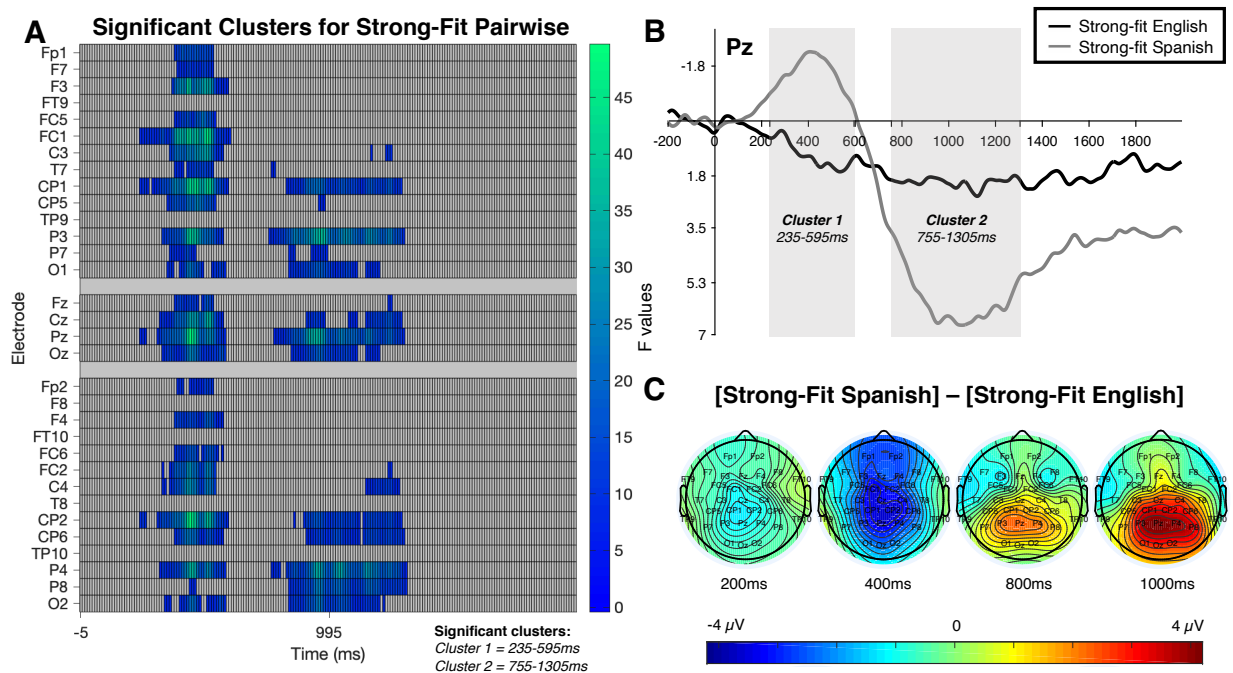 A
Significant Clusters for Strong-Fit Pairwise
Fp1
F7
F3
FT9
FC5
FC1
C3
T7
CP1
CP5
TP9
P3
P7
O1
Fz
Cz
Pz
Oz
Fp2
F8
F4
FT10
FC6
FC2
C4
T8
CP2
CP6
TP10
P4
P8
O2
Electrode
-5
995
Time (ms)
45
40
35
30
25
20
15
10
5
0
F values
Significant clusters:
Cluster 1 = 235-595ms
Cluster 2 = 755-1305ms
B
Pz
Strong-fit English
Strong-fit Spanish
-1.8
1.8
3.5
5.3
7
-200
0
200
400
600
800
1000
1200
1400
1600
1800
Cluster 1
235-595ms
Cluster 2
755-1305ms
C
[Strong-Fit Spanish] – [Strong-Fit English]
200ms
400ms
800ms
1000ms
-4 µV
0
4 µV